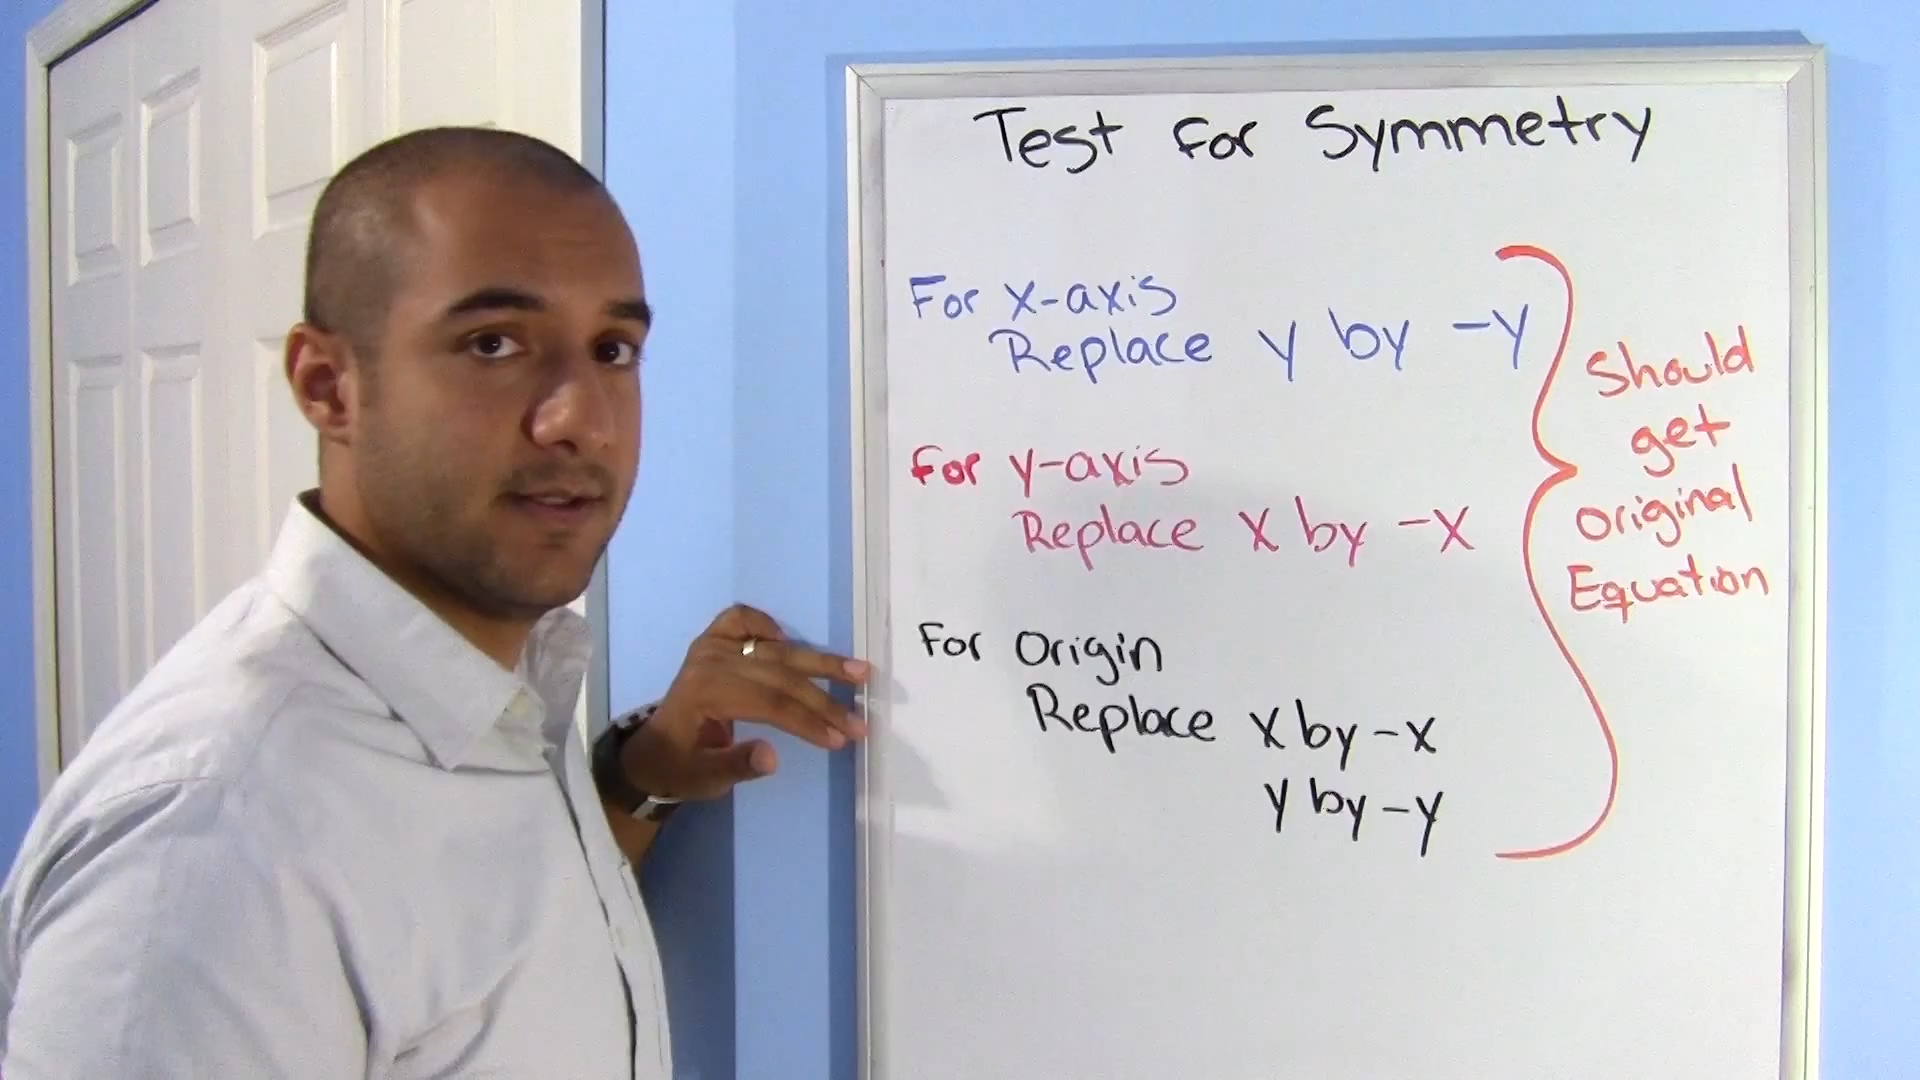 Test For Symmetry
For x-axis
Replace y by -y
For y-axis
Replace x by -x
For Origin
Replace x by -x
y by -y
Should
get
Original
Equation